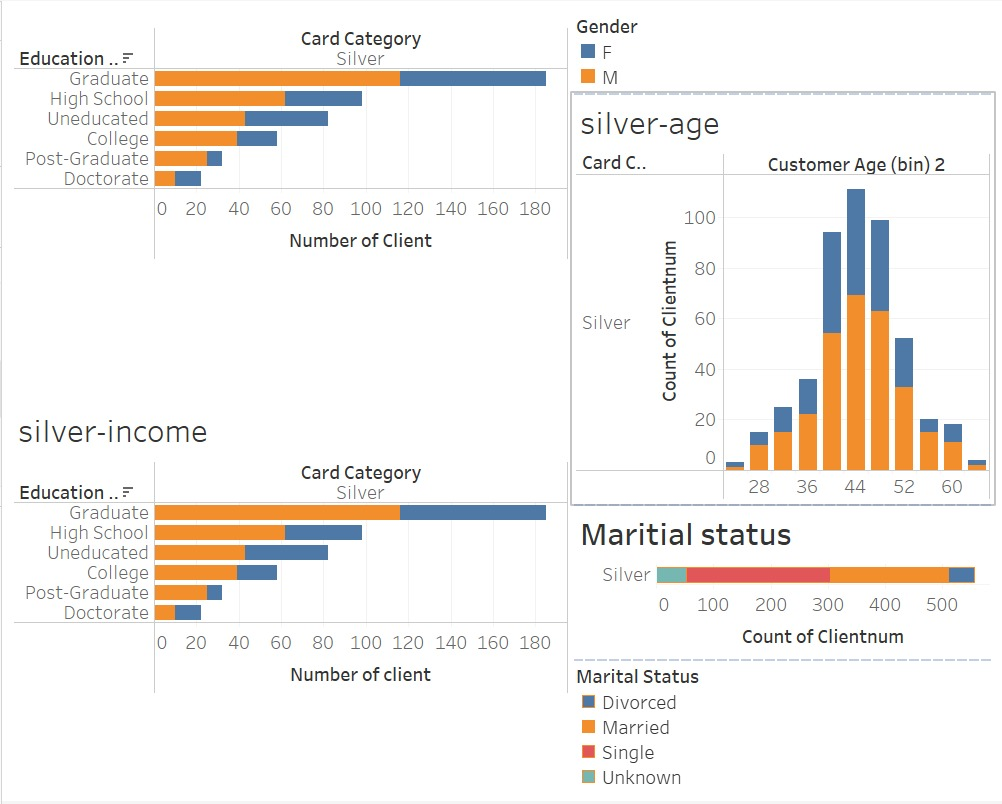 Card Category
Education ..
Silver
Graduate
High School
Uneducated
College
Post-Graduate
Doctorate
0 20 40 60 80 100 120 140 160 180
Number of Client
Gender
F
M
silver-age
Card C..
Customer Age (bin) 2
Silver
Count of Clientnum
100
80
60
40
20
0
28 36 44 52 60
silver-income
Card Category
Education ..
Silver
Graduate
High School
Uneducated
College
Post-Graduate
Doctorate
0 20 40 60 80 100 120 140 160 180
Number of client
Maritial status
Silver
0 100 200 300 400 500
Count of Clientnum
Marital Status
Divorced
Married
Single
Unknown